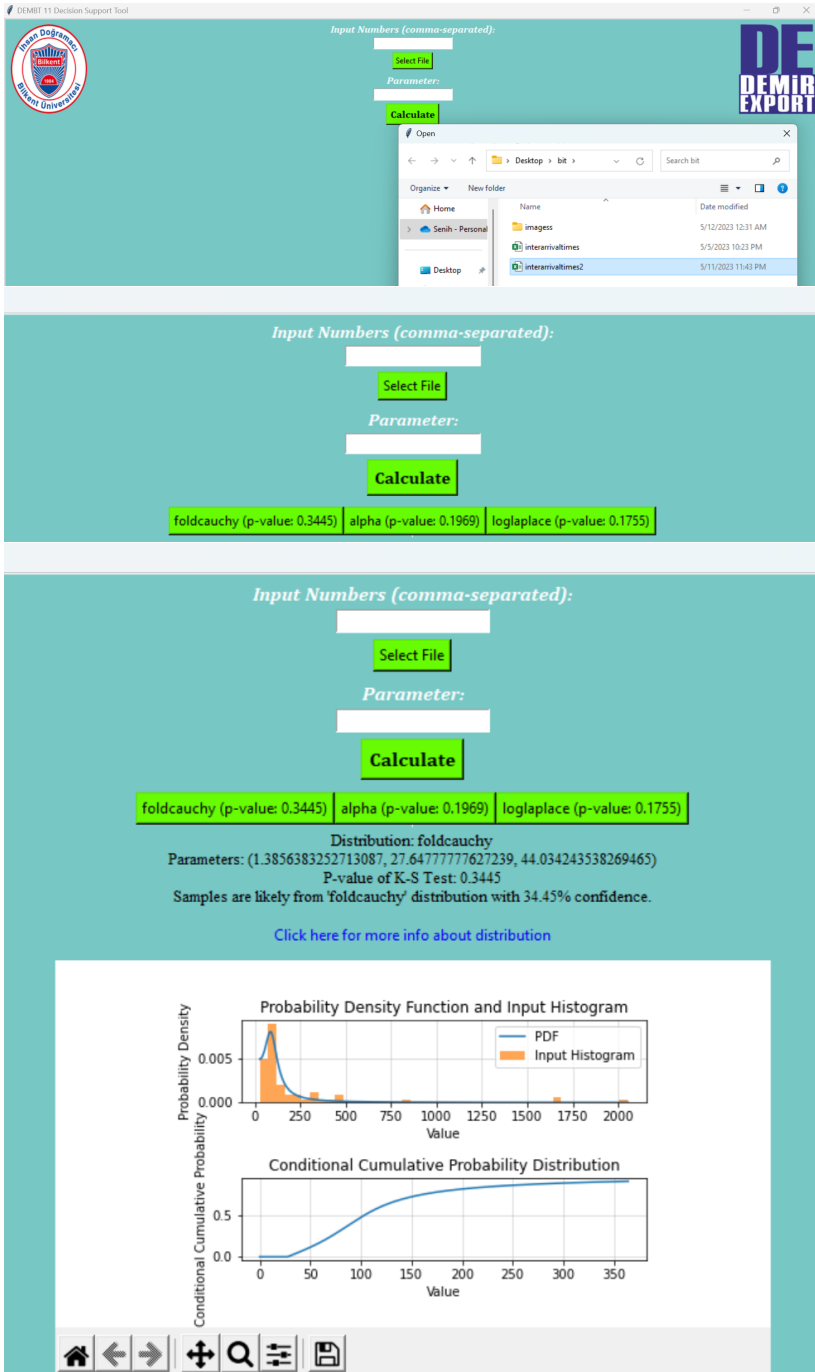 DEMBT 11 Decision Support Tool
Input Numbers (comma-separated):
Select File
Parameter:
Calculate
İhsan Doğramacı
Bilkent
1984
Bilkent Üniversitesi
DE
DEMİR
EXPORT
Open
Desktop > bit >
Search bit
Organize
New folder
Home
Senih - Personal
Desktop
Name
Date modified
imagess
5/12/2023 12:31 AM
interarrivaltimes
5/5/2023 10:23 PM
interarrivaltimes2
5/11/2023 11:43 PM
Input Numbers (comma-separated):
Select File
Parameter:
Calculate
foldcauchy (p-value: 0.3445) alpha (p-value: 0.1969) loglaplace (p-value: 0.1755)
Input Numbers (comma-separated):
Select File
Parameter:
Calculate
foldcauchy (p-value: 0.3445) alpha (p-value: 0.1969) loglaplace (p-value: 0.1755)
Distribution: foldcauchy
Parameters: (1.3856383252713087, 27.64777777627239, 44.034243538269465)
P-value of K-S Test: 0.3445
Samples are likely from 'foldcauchy' distribution with 34.45% confidence.
Click here for more info about distribution
Probability Density Function and Input Histogram
Probability Density
0.005
0.000
PDF
Input Histogram
0 250 500 750 1000 1250 1500 1750 2000
Value
Conditional Cumulative Probability Distribution
Conditional Cumulative Probability
0.5
0.0
0 50 100 150 200 250 300 350
Value